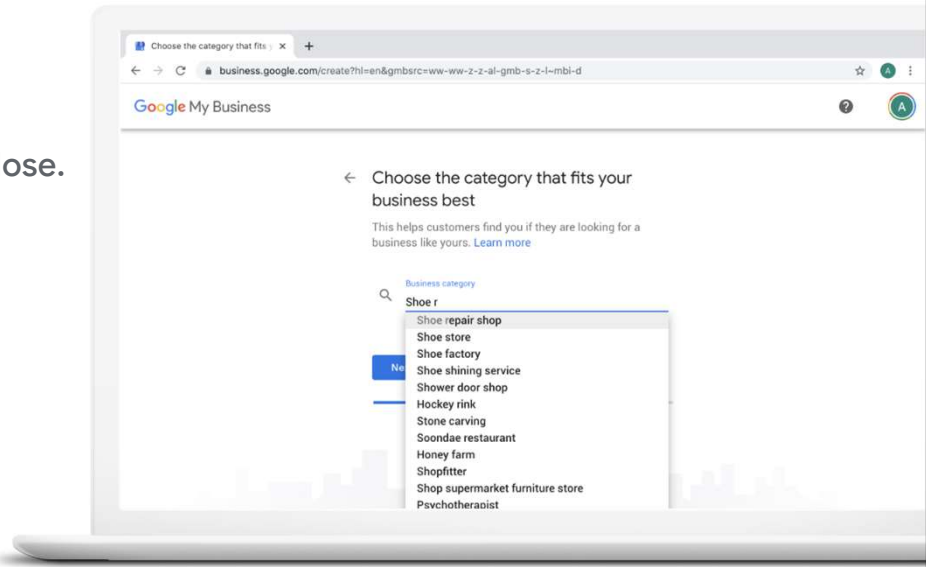 ose.
Choose the category that fits y
business.google.com/create?hl=en&gmbsrc=ww-ww-z-z-al-gmb-s-z-l~mbi-d
A
Google My Business
A
Choose the category that fits your
business best
This helps customers find you if they are looking for a
business like yours. Learn more
Business category
Shoe r
Shoe repair shop
Shoe store
Shoe factory
Ne
Shoe shining service
Shower door shop
Hockey rink
Stone carving
Soondae restaurant
Honey farm
Shopfitter
Shop supermarket furniture store
Psychotherapist